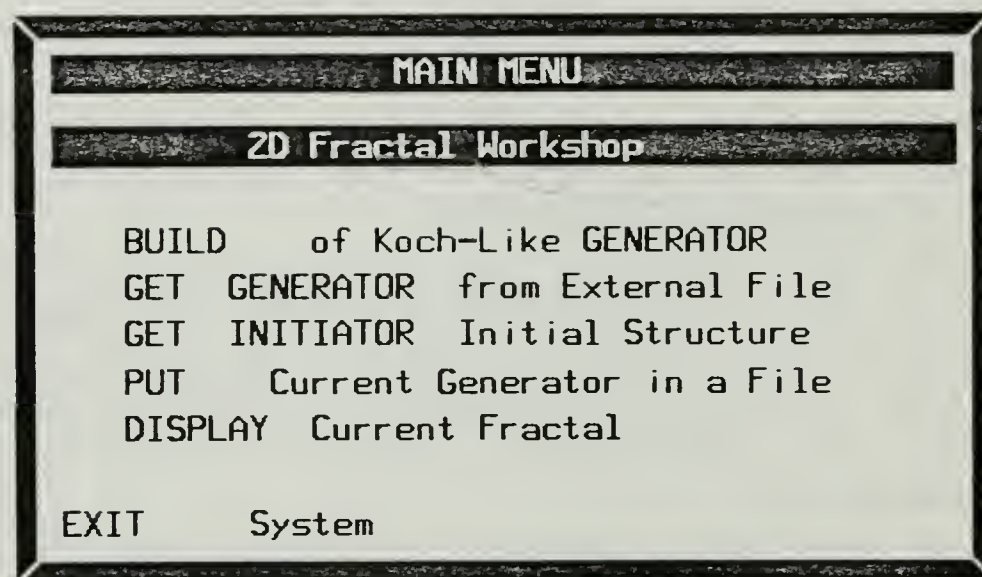 MAIN MENU
2D Fractal Workshop
BUILD of Koch-Like GENERATOR
GET GENERATOR from External File
GET INITIATOR Initial Structure
PUT Current Generator in a File
DISPLAY Current Fractal
EXIT System